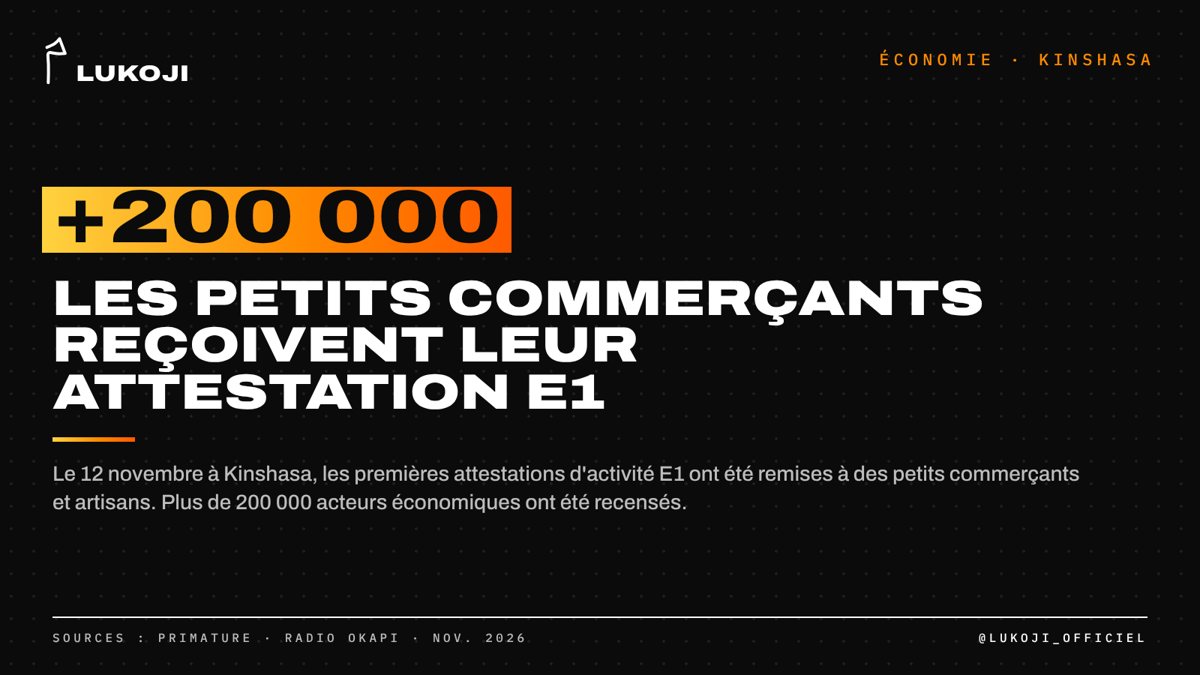 LUKOJI
ÉCONOMIE · KINSHASA
+200 000
LES PETITS COMMERÇANTS
REÇOIVENT LEUR
ATTESTATION E1
Le 12 novembre à Kinshasa, les premières attestations d'activité E1 ont été remises à des petits commerçants
et artisans. Plus de 200 000 acteurs économiques ont été recensés.
SOURCES : PRIMATURE · RADIO OKAPI · NOV. 2026
@LUKOJI_OFFICIEL